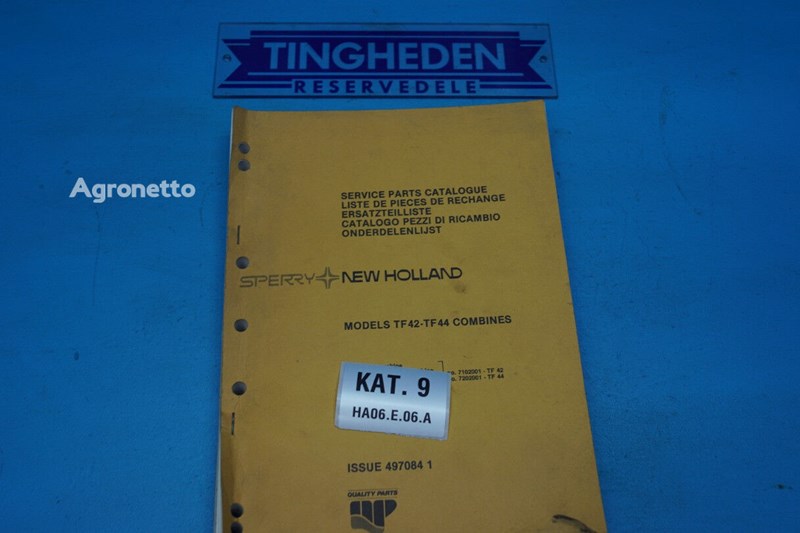 TINGHEDEN
RESERVEDELE
Agronetto
SERVICE PARTS CATALOGUE
LISTE DE PIECES DE RECHANGE
ERSATZTEILLISTE
CATALOGO PEZZI DI RICAMBIO
ONDERDELENLIJST
SPERRY NEW HOLLAND
MODELS TF42-TF44 COMBINES
7162001 - TF 42
TF 44
KAT. 9
HA06.E.06.A
ISSUE 497084 1
QUALITY PARTS